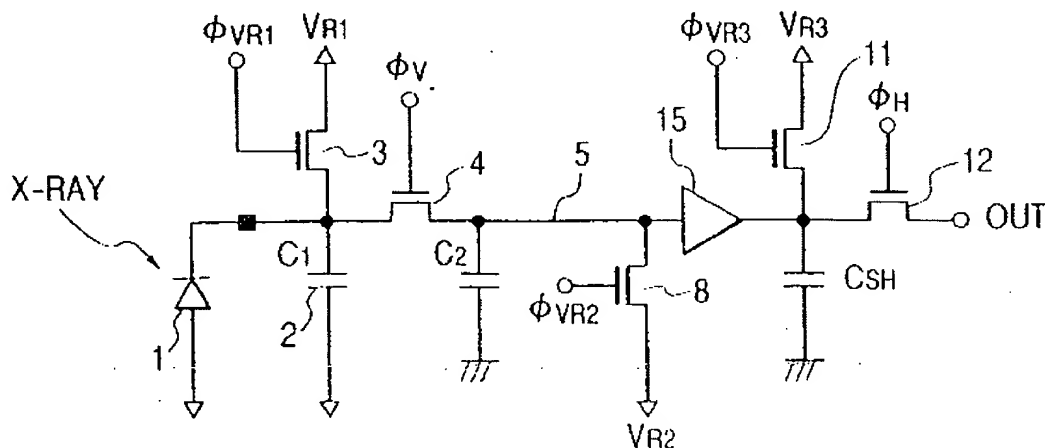 ΦVR1
VR1
ΦV
ΦVR3
VR3
11
ΦH
3
4
5
15
12
X-RAY
OUT
C1
C2
ΦVR2
8
CSH
1
2
VR2